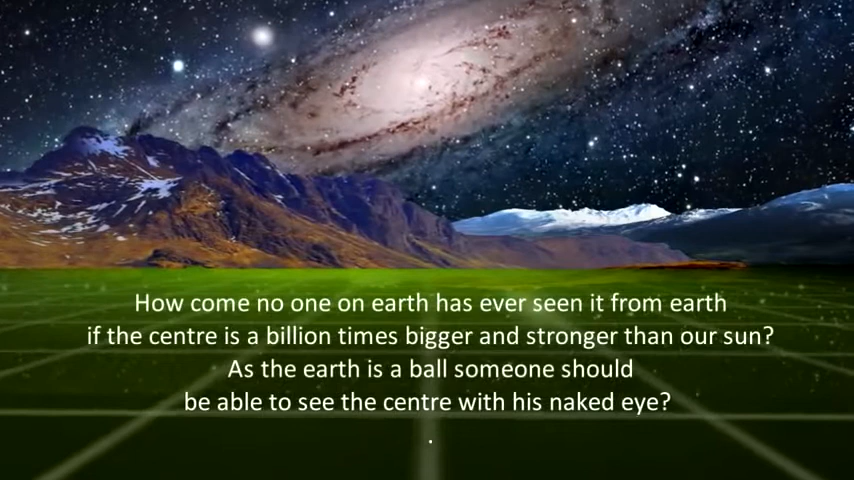 How come no one on earth has ever seen it from earth
if the centre is a billion times bigger and stronger than our sun?
As the earth is a ball someone should
be able to see the centre with his naked eye?
.